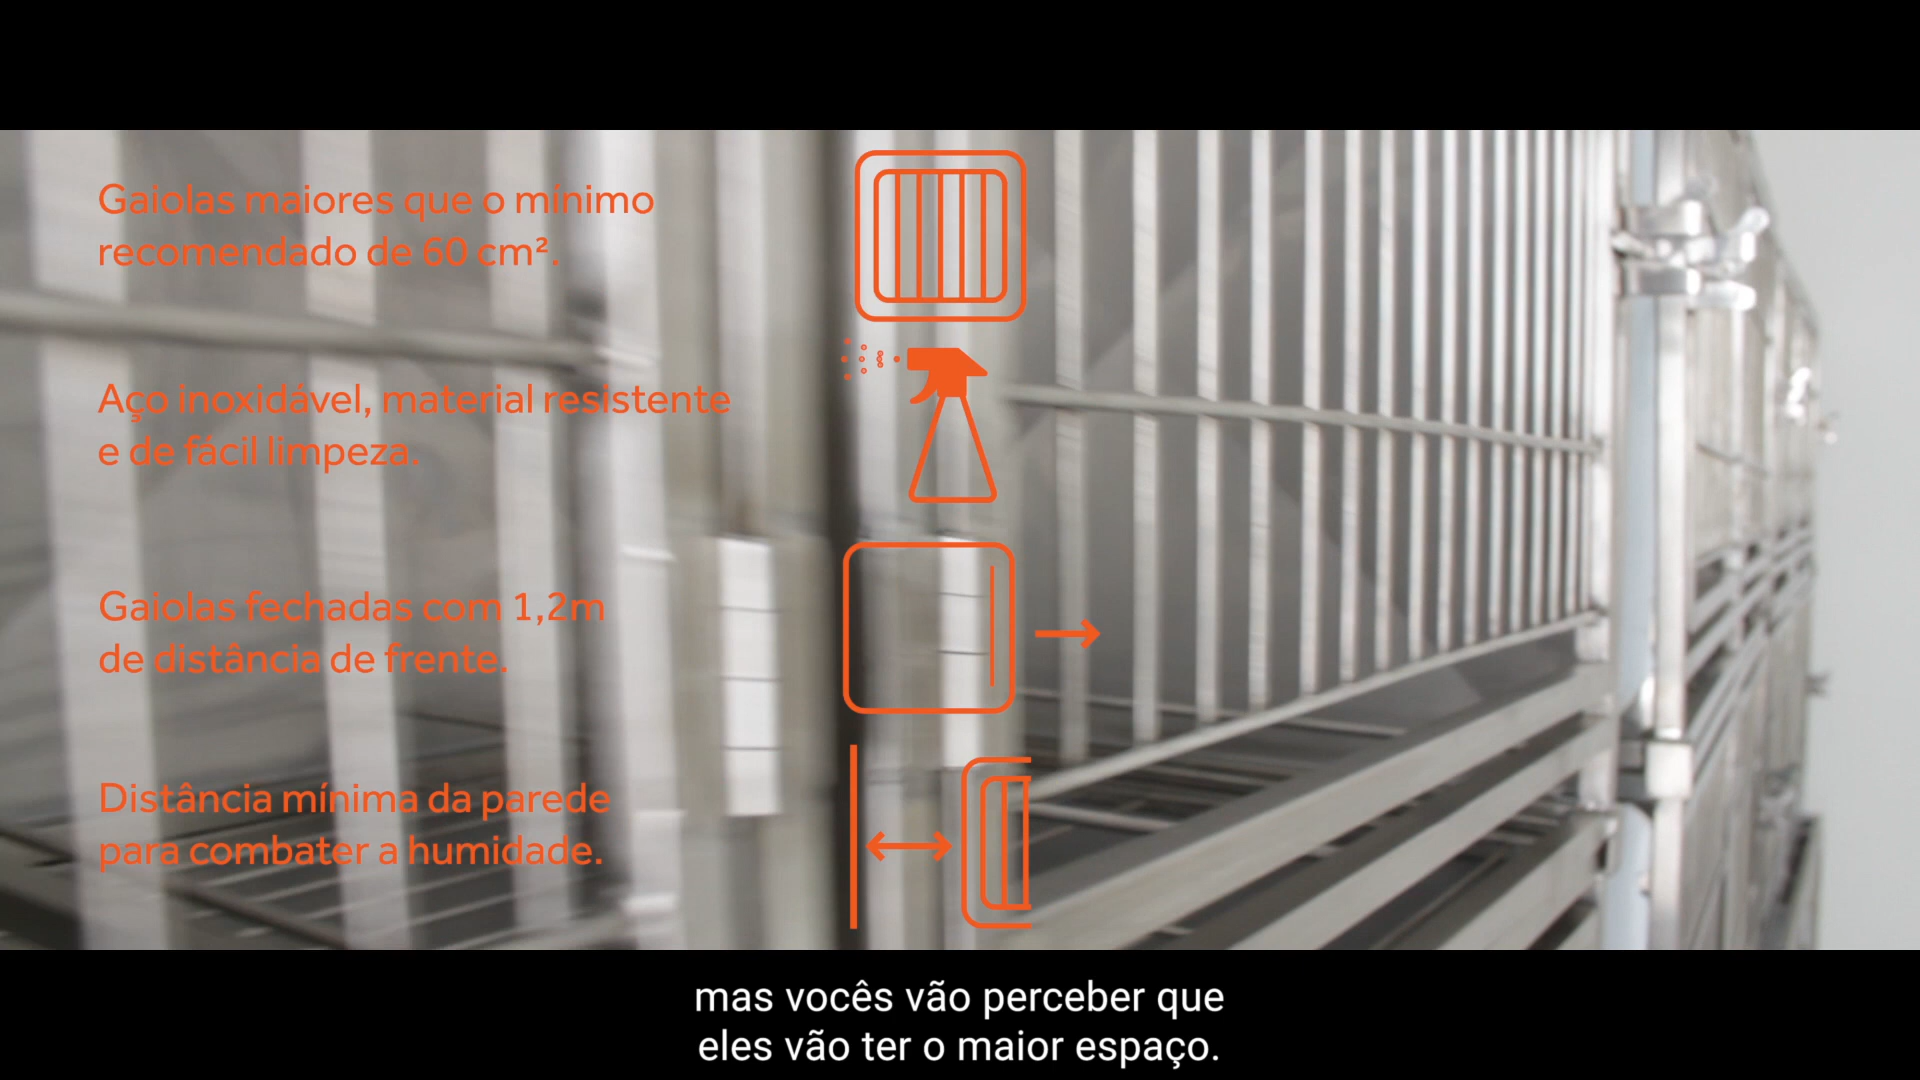 Gaiolas maiores que o mínimo
recomendado de 60 cm².
Aço inoxidável, material resistente
e de fácil limpeza.
Gaiolas fechadas com 1,2m
de distância de frente.
Distância mínima da parede
para combater a humidade.
mas vocês vão perceber que
eles vão ter o maior espaço.